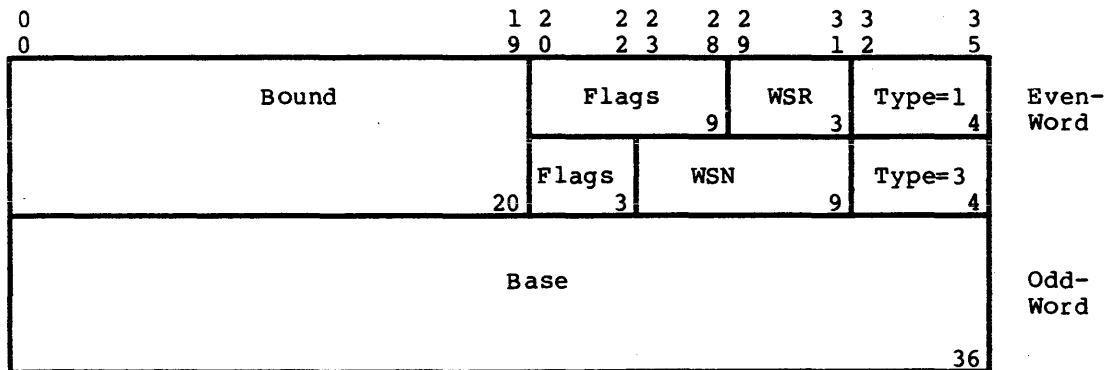 0 1 2 2 2 2 2 3 3 3
0 9 0 2 3 8 9 1 2 5
Bound Flags WSR Type=1 Even-
9 3 4 Word
Flags WSN Type=3
20 3 9 4
Base Odd-
Word
36